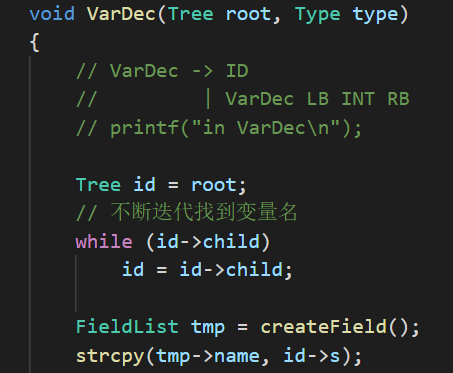 void VarDec(Tree root, Type type)
{
// VarDec -> ID
//         | VarDec LB INT RB
// printf("in VarDec\n");
Tree id = root;
// 不断迭代找到变量名
while (id->child)
id = id->child;
FieldList tmp = createField();
strcpy(tmp->name, id->s);